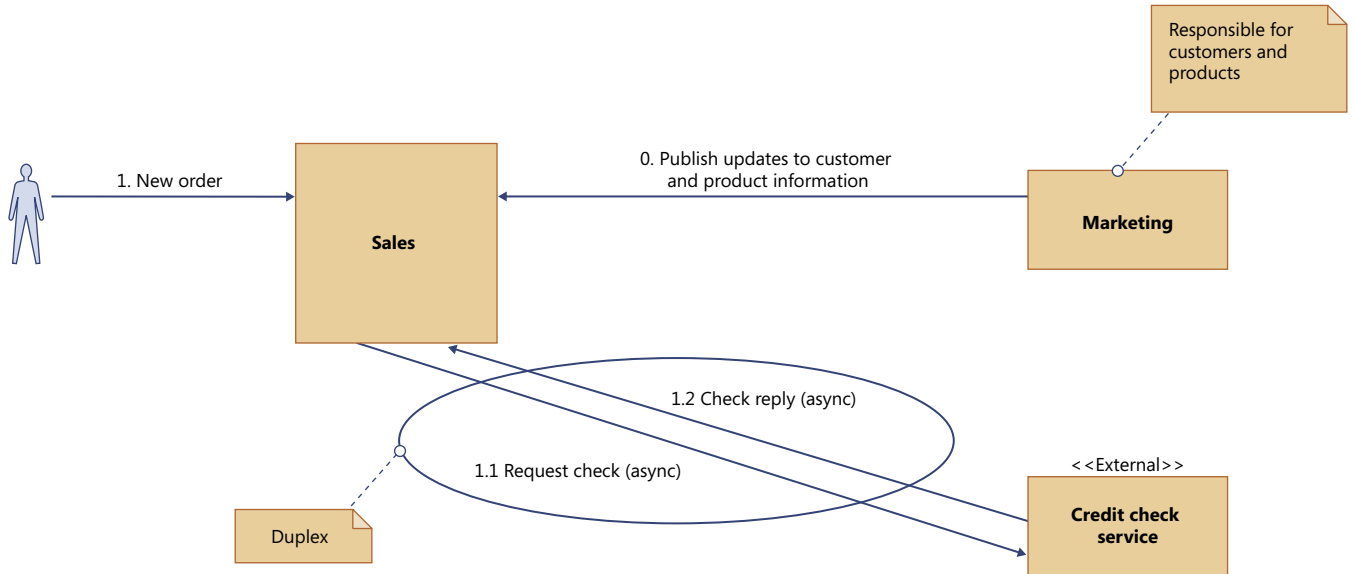 Responsible for
customers and
products
0. Publish updates to customer
and product information
1. New order
Marketing
Sales
1.2 Check reply (async)
1.1 Request check (async)
<<External>>
Credit check
service
Duplex